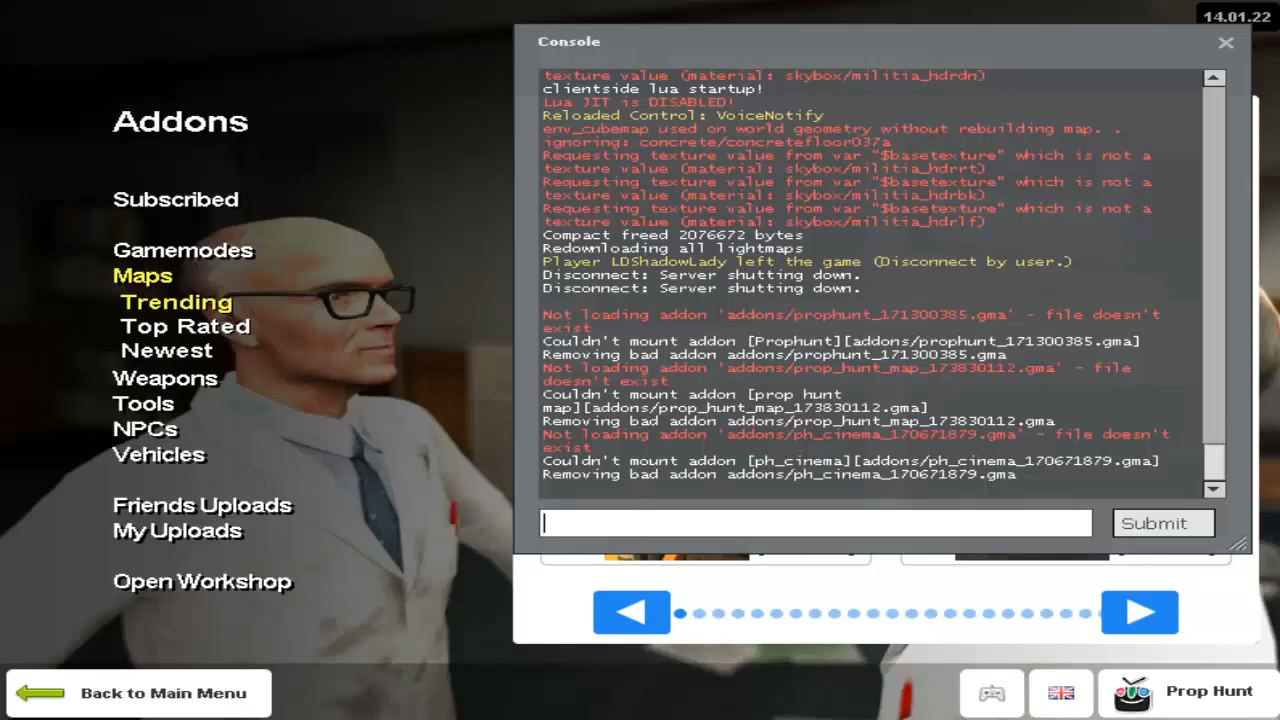 14.01.22
Addons
Subscribed
Gamemodes
Maps
Trending
Top Rated
Newest
Weapons
Tools
NPCs
Vehicles
Friends Uploads
My Uploads
Open Workshop
Console
texture value (material: skybox/militia_hdrdn)
clientside lua startup!
Lua JIT is DISABLED!
Reloaded Control: VoiceNotify
env_cubemap used on world geometry without rebuilding map. .
ignoring: concrete/concretefloor037a
Requesting texture value from var "$basetexture" which is not a
texture value (material: skybox/militia_hdrrt)
Requesting texture value from var "$basetexture" which is not a
texture value (material: skybox/militia_hdrbk)
Requesting texture value from var "$basetexture" which is not a
texture value (material: skybox/militia_hdrlf)
Compact freed 2076672 bytes
Redownloading all lightmaps
Player LDShadowLady left the game (Disconnect by user.)
Disconnect: Server shutting down.
Disconnect: Server shutting down.
Not loading addon 'addons/prophunt_171300385.gma' - file doesn't
exist
Couldn't mount addon [Prophunt][addons/prophunt_171300385.gma]
Removing bad addon addons/prophunt_171300385.gma
Not loading addon 'addons/prop_hunt_map_173830112.gma' - file
doesn't exist
Couldn't mount addon [prop hunt
map][addons/prop_hunt_map_173830112.gma]
Removing bad addon addons/prop_hunt_map_173830112.gma
Not loading addon 'addons/ph_cinema_170671879.gma' - file doesn't
exist
Couldn't mount addon [ph_cinema][addons/ph_cinema_170671879.gma]
Removing bad addon addons/ph_cinema_170671879.gma
Submit
Back to Main Menu
Prop Hunt